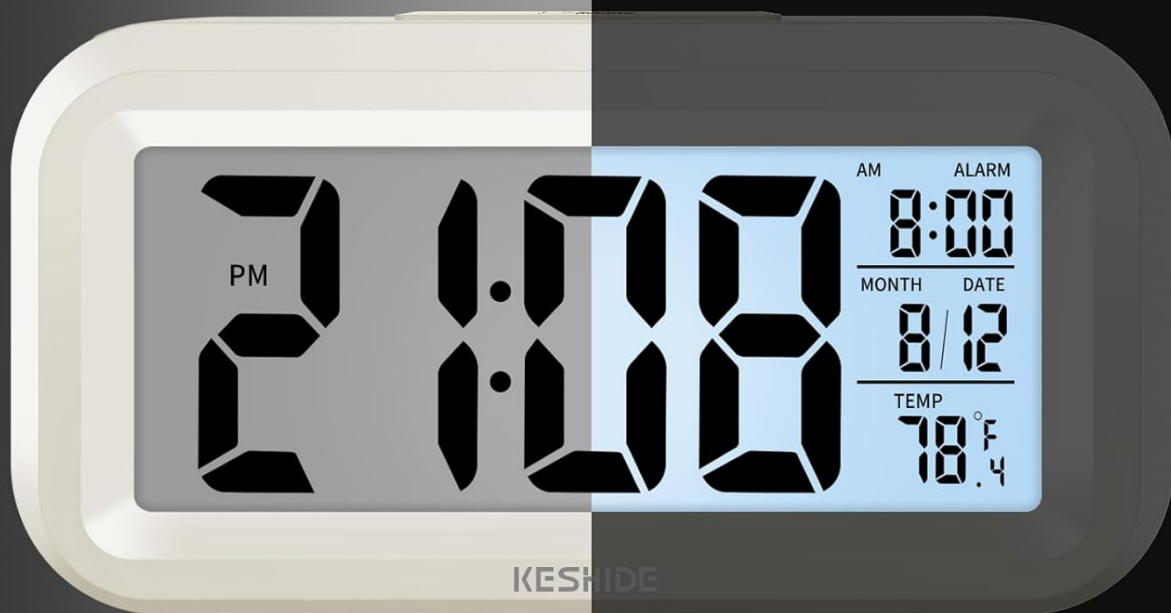 PM
21:08
AM ALARM
8:00
MONTH DATE
8/12
TEMP
78.4°F
KESHIDE